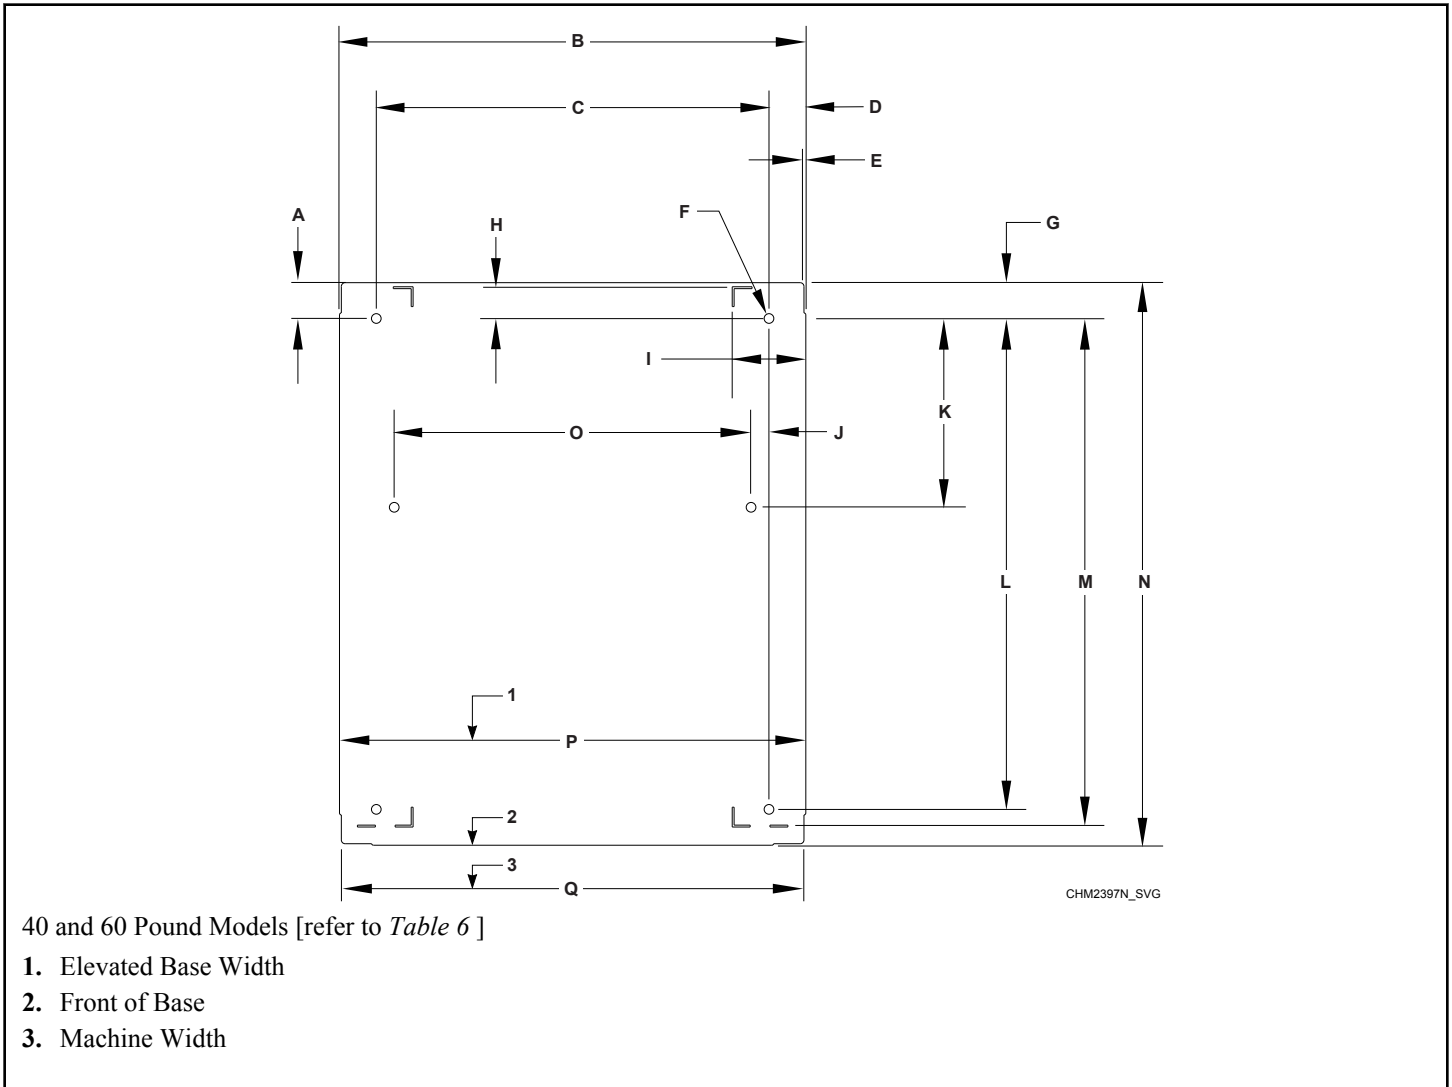 B
C
D
E
A
H
F
G
I
K
O
J
L
M
N
1
P
2
3
Q
CHM2397N_SVG
40 and 60 Pound Models [refer to Table 6 ]
1. Elevated Base Width
2. Front of Base
3. Machine Width